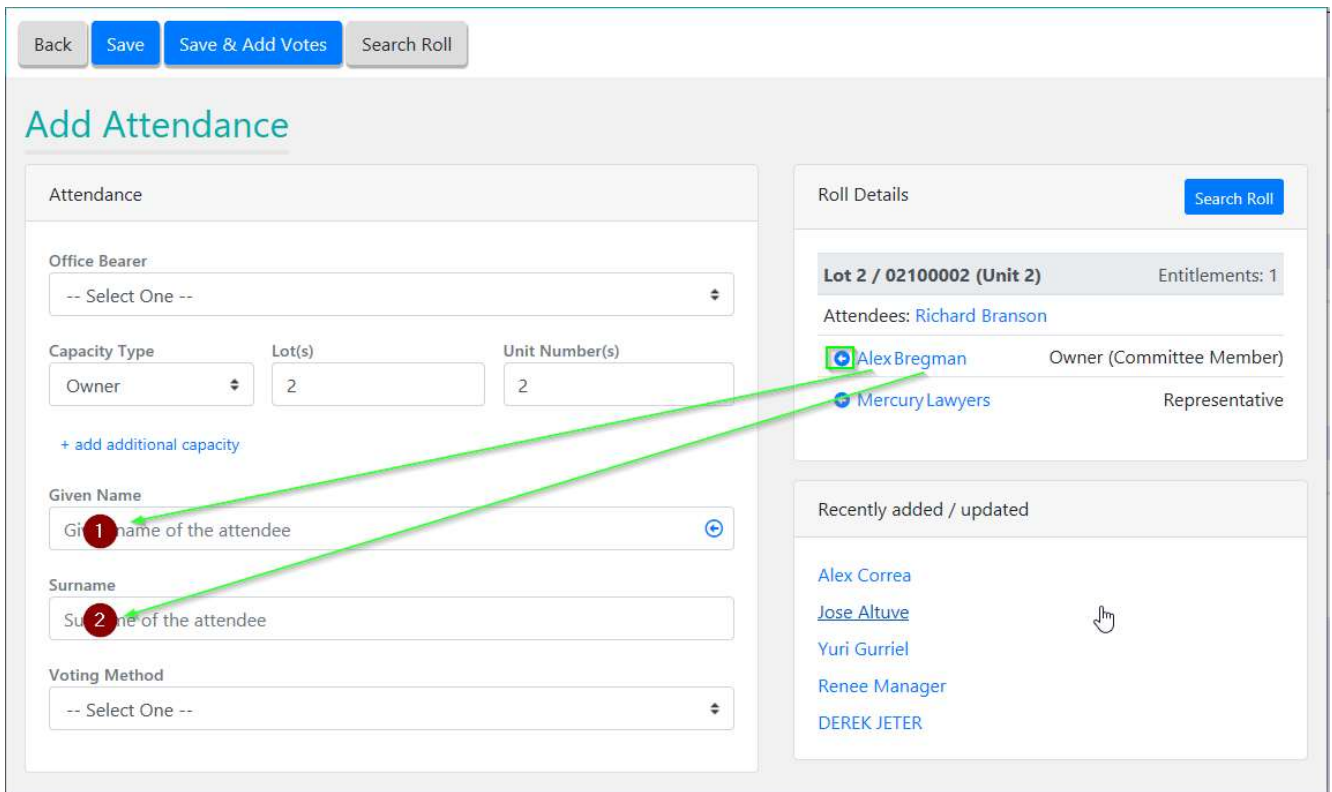 Back Save Save & Add Votes Search Roll
Add Attendance
Attendance
Office Bearer
-- Select One --
Capacity Type Lot(s) Unit Number(s)
Owner 2 2
+ add additional capacity
Given Name
1 name of the attendee
Surname
2 of the attendee
Voting Method
-- Select One --
Roll Details Search Roll
Lot 2 / 02100002 (Unit 2) Entitlements: 1
Attendees: Richard Branson
Alex Bregman Owner (Committee Member)
Mercury Lawyers Representative
Recently added / updated
Alex Correa
Jose Altuve
Yuri Gurriel
Renee Manager
DEREK JETER